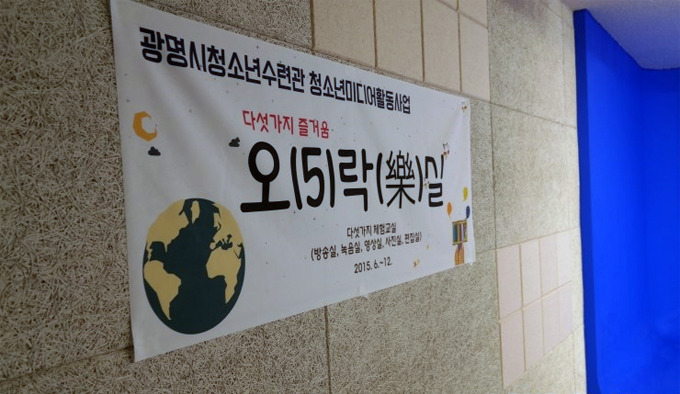 광명시청소년수련관 청소년미디어활동사업
다섯가지 즐거움
오(5)락(樂)실
다섯가지 체험교실
(방송실, 녹음실, 영상실, 사진실, 편집실)
2015. 6.~12.